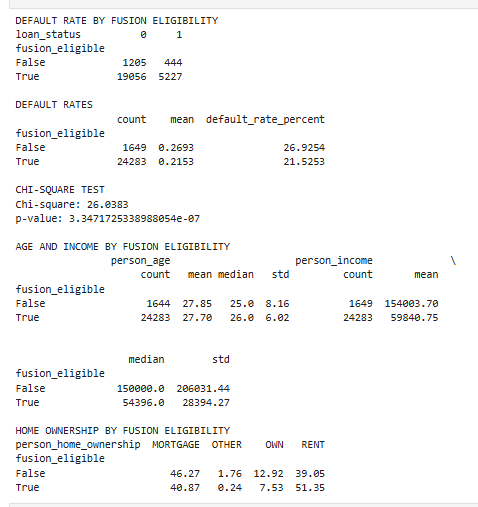 DEFAULT RATE BY FUSION ELIGIBILITY
loan_status 0 1
fusion_eligible
False 1205 444
True 19056 5227
DEFAULT RATES
count mean default_rate_percent
fusion_eligible
False 1649 0.2693 26.9254
True 24283 0.2153 21.5253
CHI-SQUARE TEST
Chi-square: 26.0383
p-value: 3.3471725338988054e-07
AGE AND INCOME BY FUSION ELIGIBILITY
person_age person_income \
count mean median std count mean
fusion_eligible
False 1644 27.85 25.0 8.16 1649 154003.70
True 24283 27.70 26.0 6.02 24283 59840.75
median std
fusion_eligible
False 150000.0 206031.44
True 54396.0 28394.27
HOME OWNERSHIP BY FUSION ELIGIBILITY
person_home_ownership MORTGAGE OTHER OWN RENT
fusion_eligible
False 46.27 1.76 12.92 39.05
True 40.87 0.24 7.53 51.35